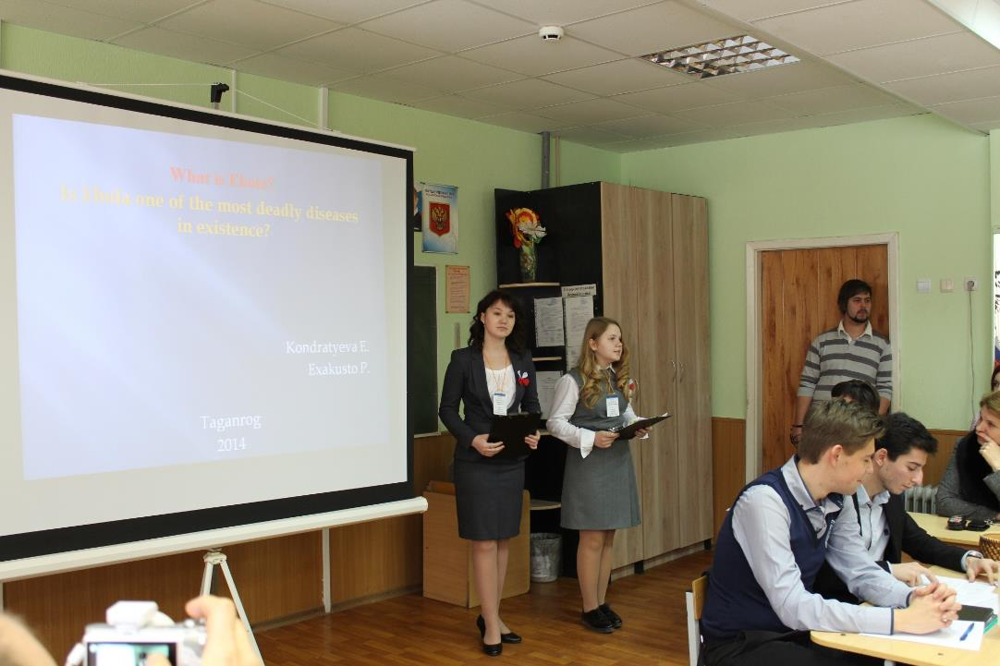 What is Ebola?
Is Ebola one of the most deadly diseases
in existence?
Kondratyeva E.
Exakusto P.
Taganrog
2014